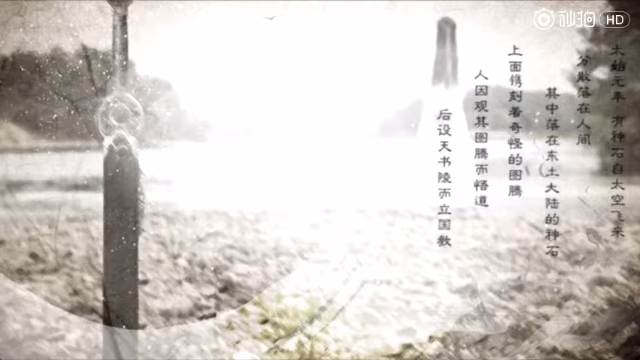 太始元年 有神石自太空飞来
分散落在人间
其中落在东土大陆的神石
上面镌刻着奇怪的图腾
人因观其图腾而悟道
后设天书陵而立国教
秒拍 HD